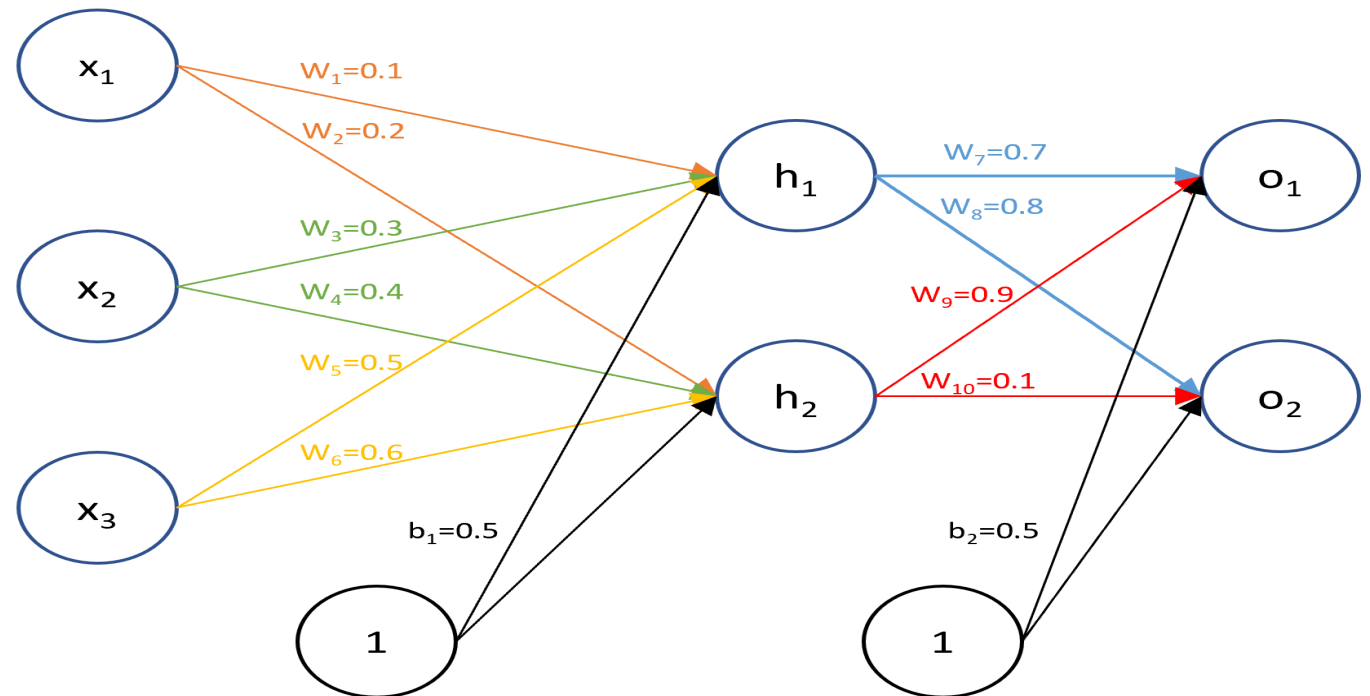 x₁
W₁=0.1
W₂=0.2
h₁
W₇=0.7
o₁
W₈=0.8
W₃=0.3
x₂
W₄=0.4
W₉=0.9
W₅=0.5
h₂
W₁₀=0.1
o₂
W₆=0.6
x₃
b₁=0.5
b₂=0.5
1
1